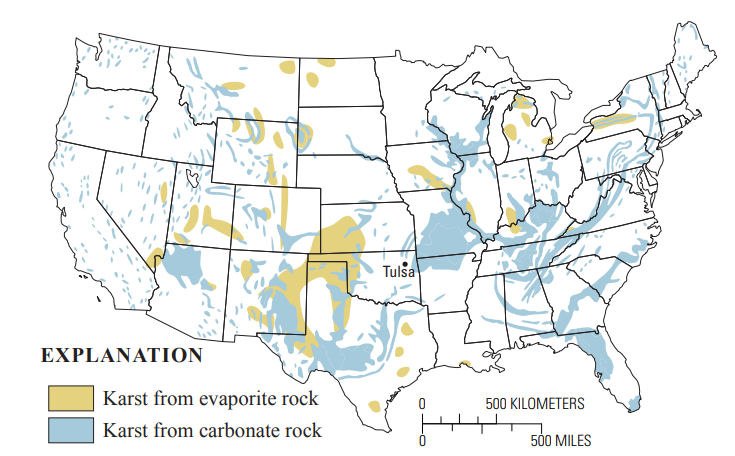 Tulsa
EXPLANATION
Karst from evaporite rock
Karst from carbonate rock
0 500 KILOMETERS
0 500 MILES